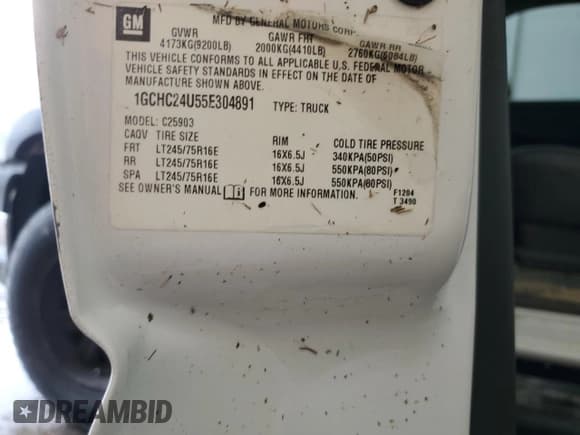 GM
MFD BY GENERAL MOTORS CORP
GVWR GAWR FRT GAWR RR
4173KG(9200LB) 2000KG(4410LB) 2760KG(6084LB)
THIS VEHICLE CONFORMS TO ALL APPLICABLE U.S. FEDERAL MOTOR
VEHICLE SAFETY STANDARDS IN EFFECT ON THE DATE OF
MANUFACTURE SHOWN ABOVE.
1GCHC24U55E304891 TYPE: TRUCK
MODEL: C25903
CAQV TIRE SIZE RIM COLD TIRE PRESSURE
FRT LT245/75R16E 16X6.5J 340KPA(50PSI)
RR LT245/75R16E 16X6.5J 550KPA(80PSI)
SPA LT245/75R16E 16X6.5J 550KPA(80PSI)
SEE OWNER'S MANUAL FOR MORE INFORMATION.
F1204
T 3490
DREAMBID